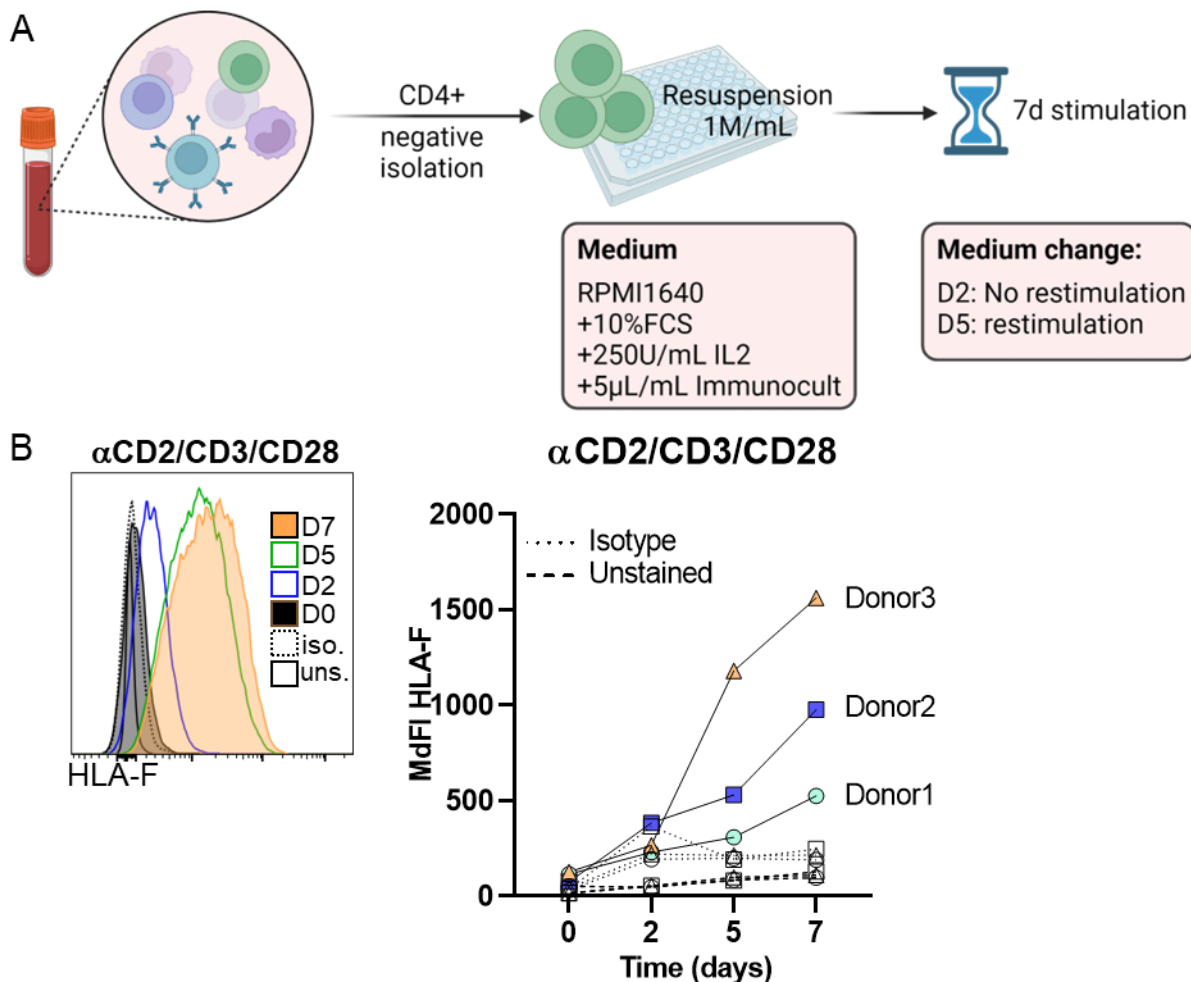 A
CD4+
negative
isolation
Resuspension
1M/mL
7d stimulation
Medium
RPMI1640
+10%FCS
+250U/mL IL2
+5µL/mL Immunocult
Medium change:
D2: No restimulation
D5: restimulation
B
αCD2/CD3/CD28
D7
D5
D2
D0
iso.
uns.
HLA-F
αCD2/CD3/CD28
MdFI HLA-F
2000
1500
1000
500
0
Isotype
Unstained
Donor3
Donor2
Donor1
0 2 5 7
Time (days)